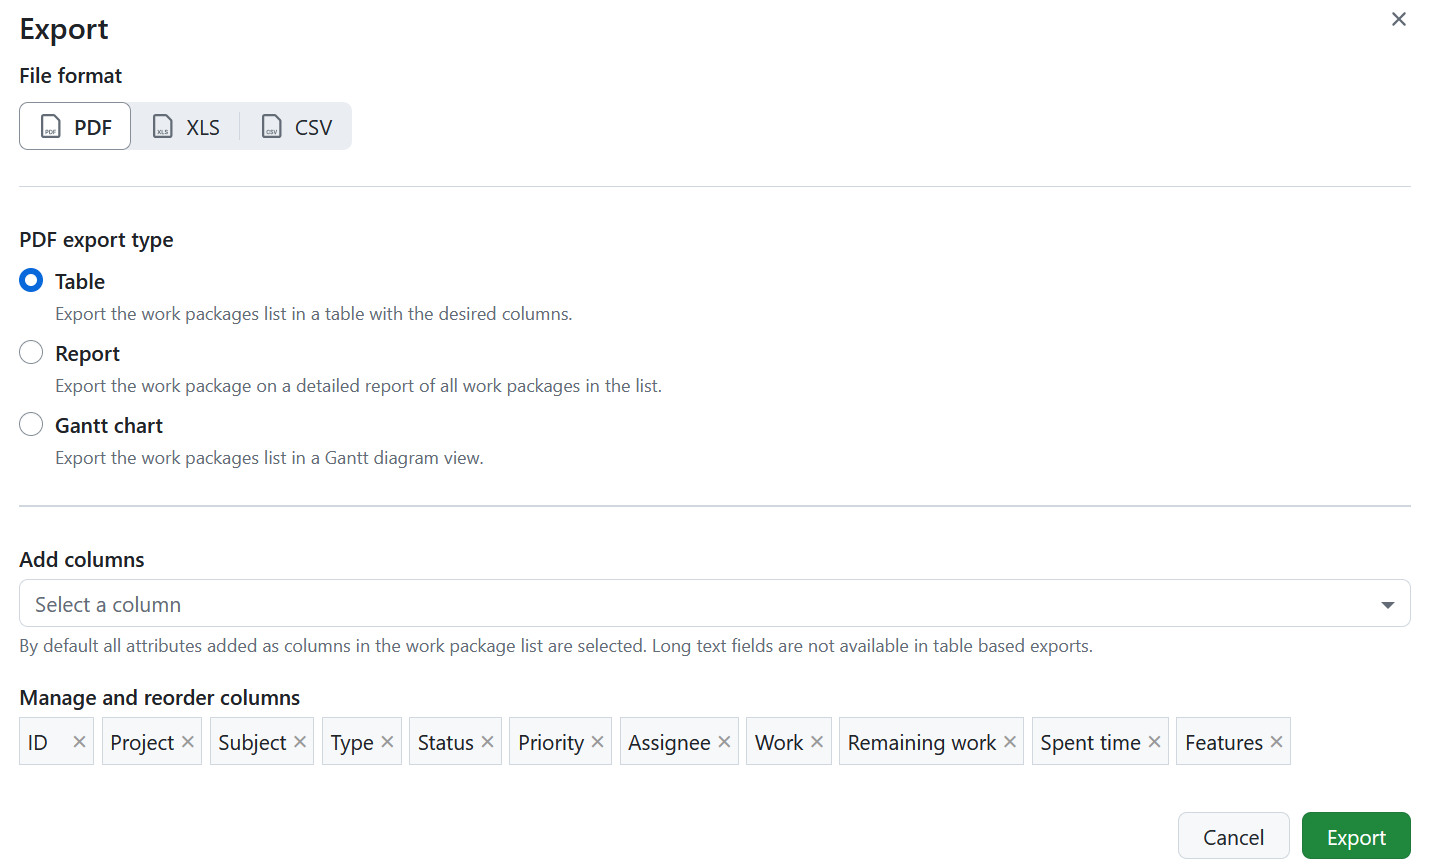 Export
File format
PDF XLS CSV
PDF export type
Table
Export the work packages list in a table with the desired columns.
Report
Export the work package on a detailed report of all work packages in the list.
Gantt chart
Export the work packages list in a Gantt diagram view.
Add columns
Select a column
By default all attributes added as columns in the work package list are selected. Long text fields are not available in table based exports.
Manage and reorder columns
ID Project Subject Type Status Priority Assignee Work Remaining work Spent time Features
Cancel Export